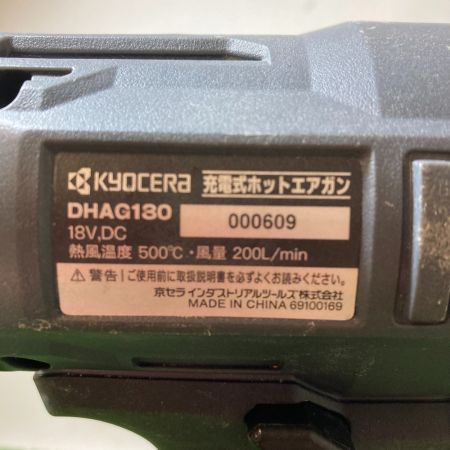 KYOCERA 充電式ホットエアガン
DHAG180 000609
18V,DC
熱風温度 500℃・風量 200L/min
⚠警告 ご使用前に取扱説明書を必ずよくお読みください。
京セラ インダストリアルツールズ株式会社
MADE IN CHINA 69100169